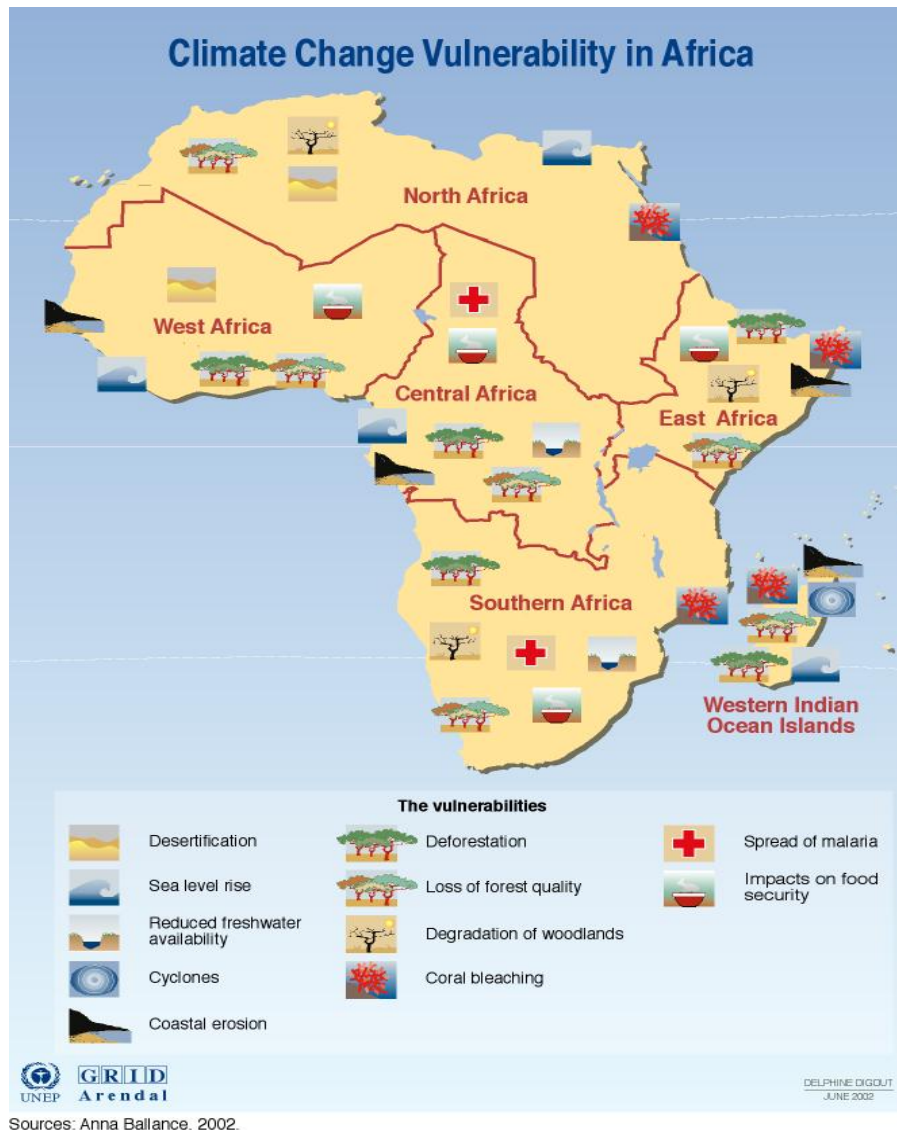 Climate Change Vulnerability in Africa
North Africa
West Africa
Central Africa
East Africa
Southern Africa
Western Indian
Ocean Islands
The vulnerabilities
Desertification
Sea level rise
Reduced freshwater
availability
Cyclones
Coastal erosion
Deforestation
Loss of forest quality
Degradation of woodlands
Coral bleaching
Spread of malaria
Impacts on food
security
UNEP
GRID
Arendal
DELPHINE DIGOUT
JUNE 2002
Sources: Anna Ballance, 2002.